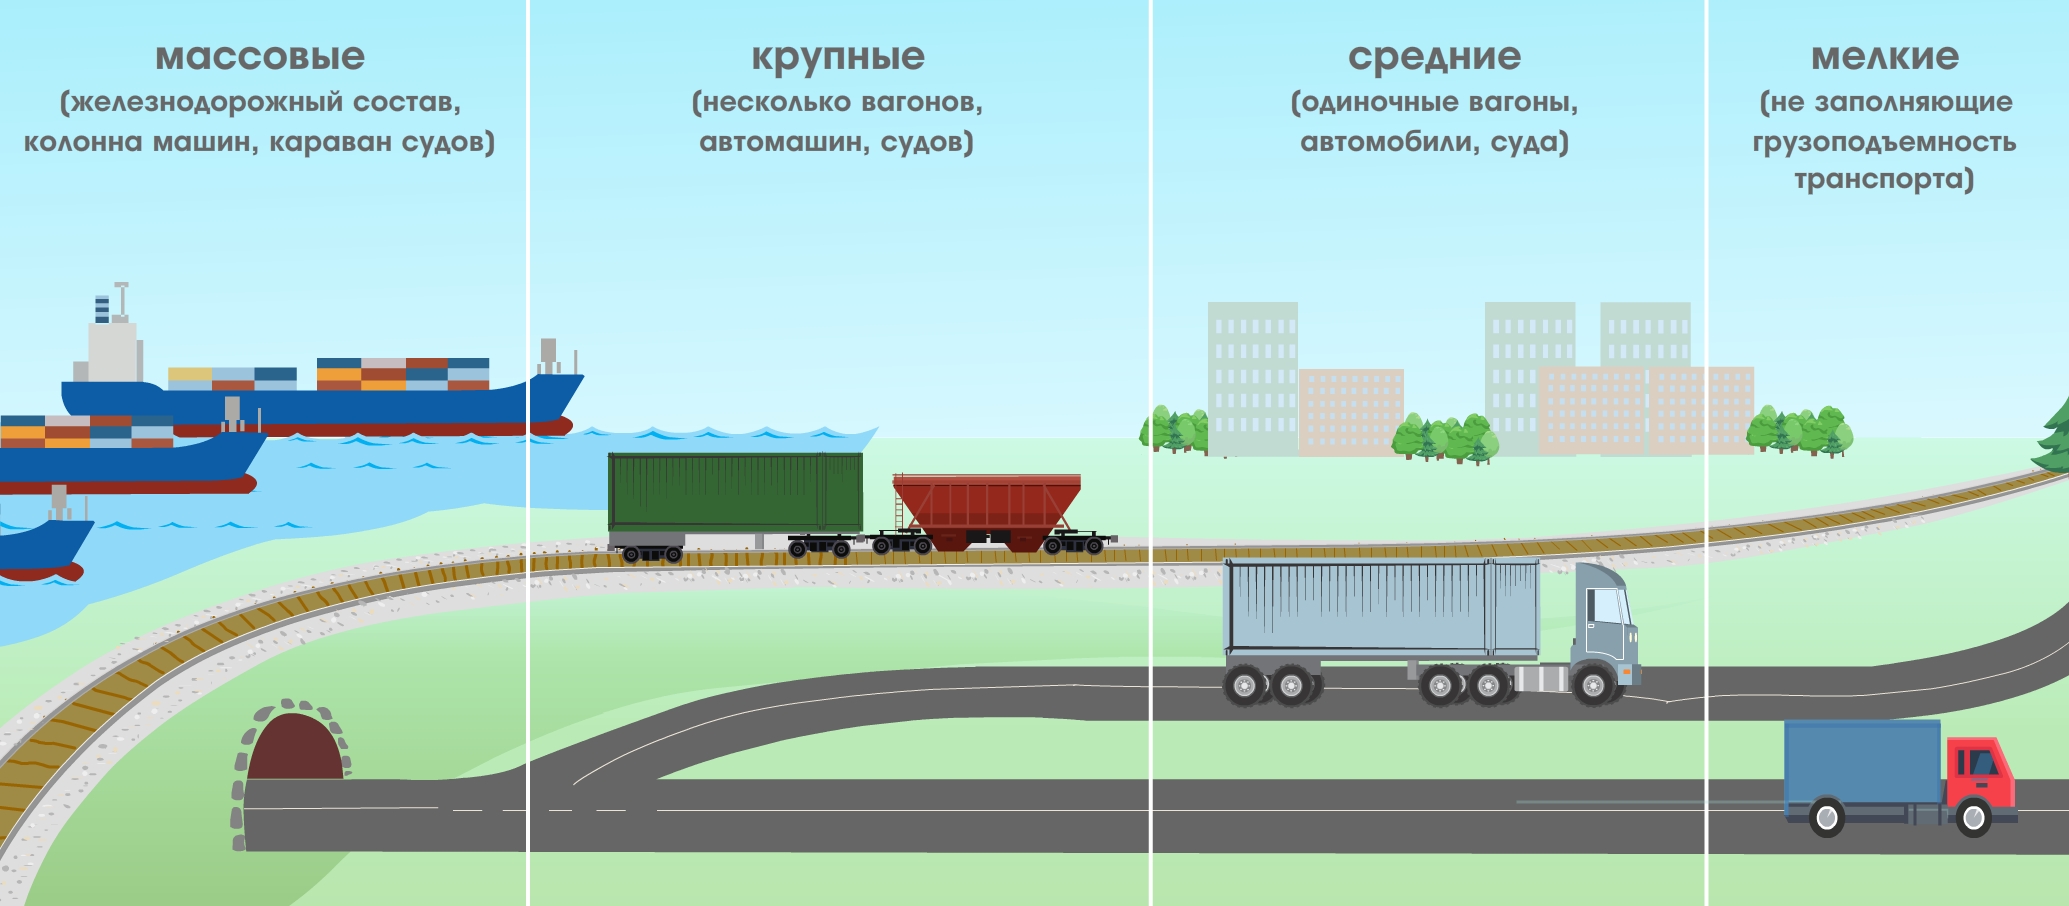 массовые
(железнодорожный состав,
колонна машин, караван судов)
крупные
(несколько вагонов,
автомашин, судов)
средние
(одиночные вагоны,
автомобили, суда)
мелкие
(не заполняющие
грузоподъемность
транспорта)